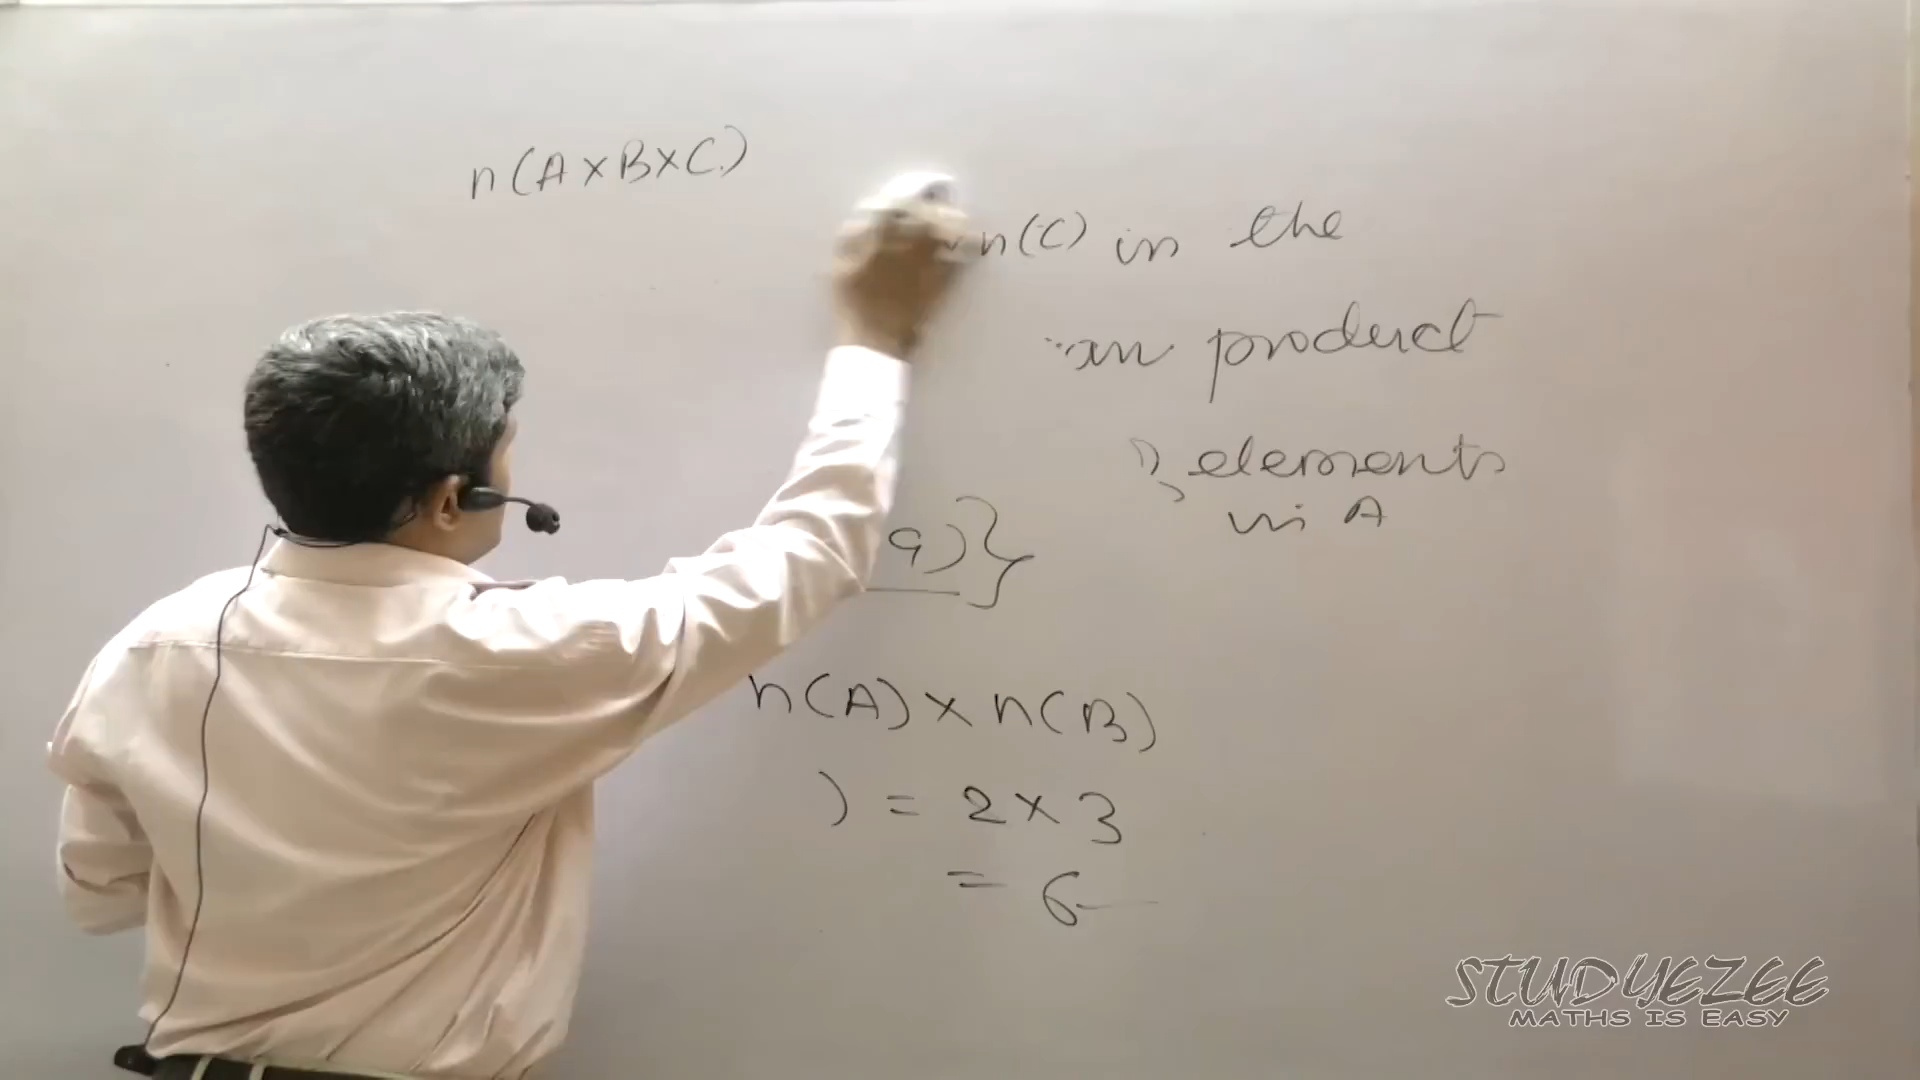 n(A×B×C)
n(C) in the
product
elements
in A
9)}
n(A)×n(B)
) = 2×3
= 6
STUDYEZEE
MATHS IS EASY